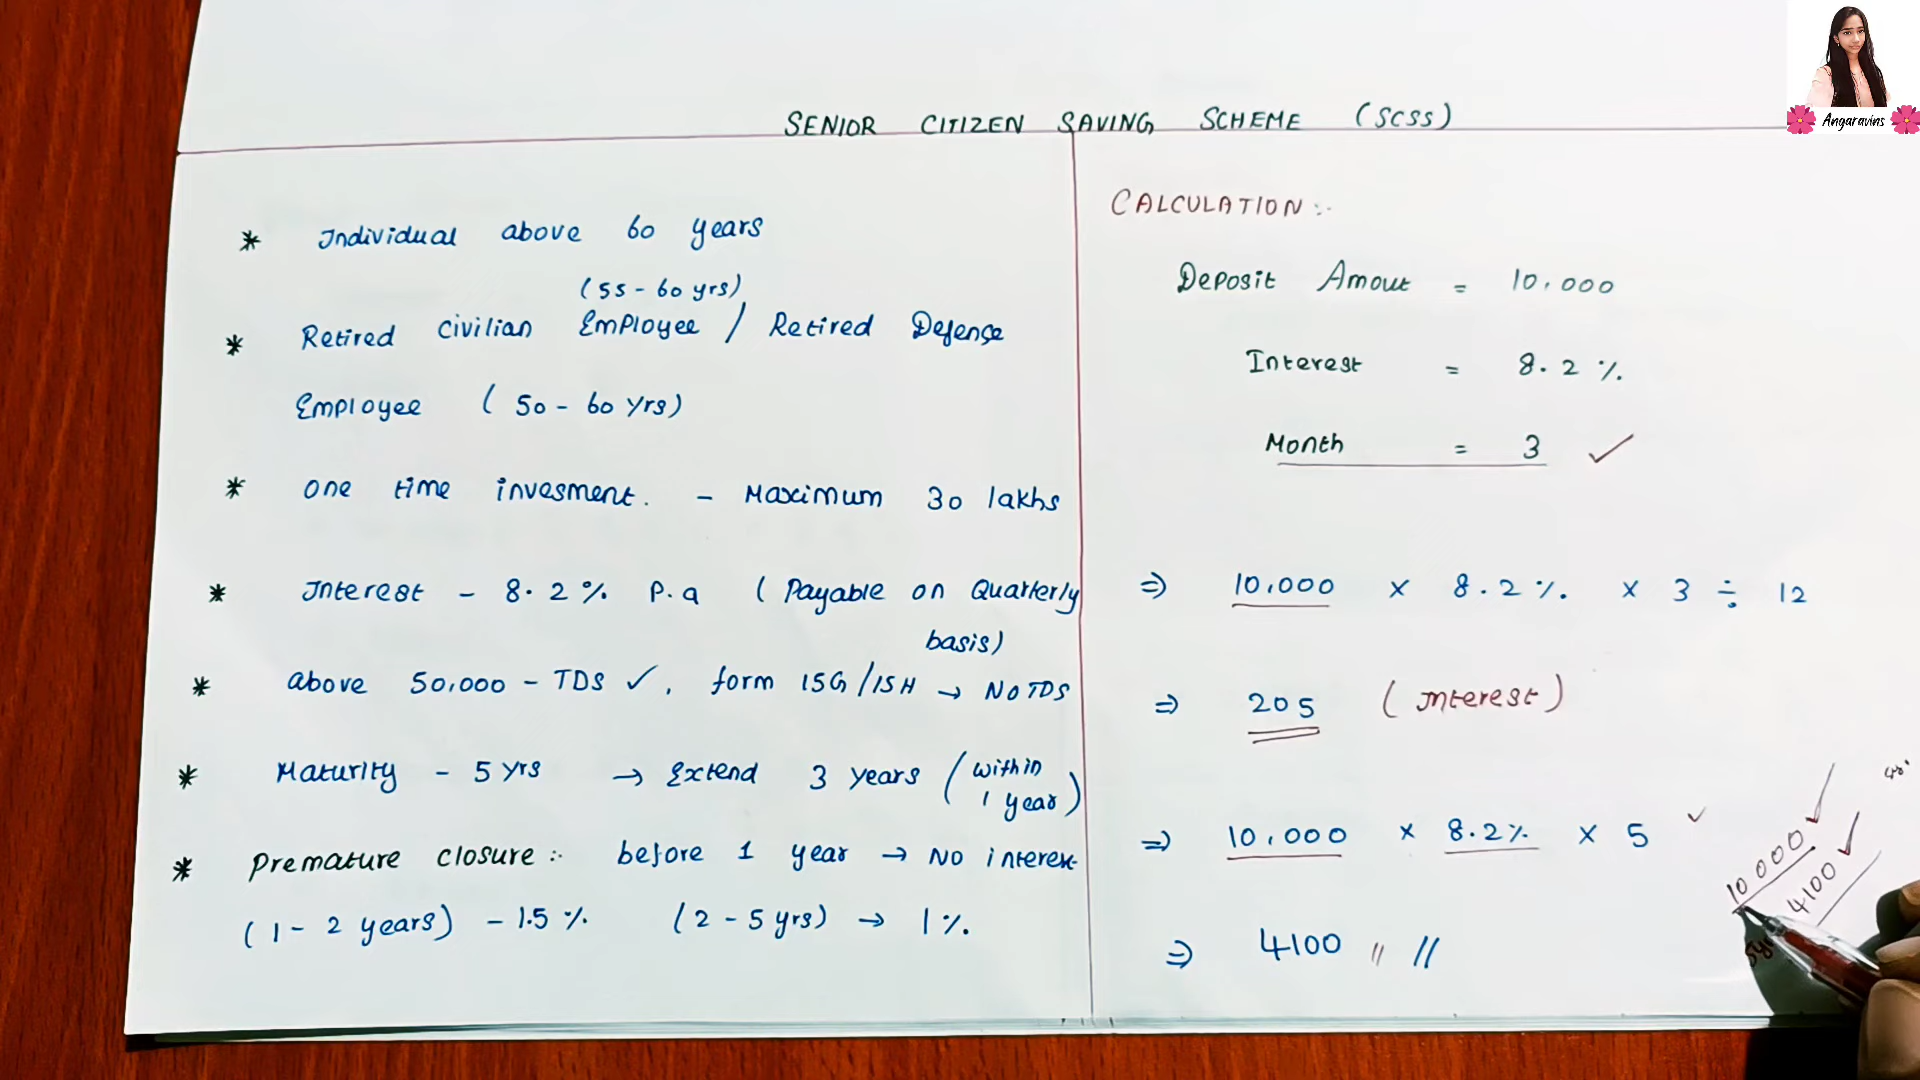 SENIOR CITIZEN SAVING SCHEME (SCSS)
Angaravins
* Individual above 60 years
(55 - 60 yrs)
* Retired civilian Employee / Retired Defense
Employee ( 50 - 60 yrs)
* one time invesment. - Maximum 30 lakhs
* Interest - 8.2 % P.a ( Payable on Quarterly
basis)
* above 50,000 - TDS ✓, form 15G/15H → NO TDS
* Maturity - 5 yrs → Extend 3 years (within
1 year)
* Premature closure :- before 1 year → No interest
( 1 - 2 years) - 1.5 % (2 - 5 yrs) → 1 %.
CALCULATION :-
Deposit Amout = 10,000
Interest = 8.2 %.
Month = 3 ✓
⇒ 10,000 × 8.2 %. × 3 ÷ 12
⇒ 205 ( Interest )
⇒ 10,000 × 8.2% × 5 ✓
⇒ 4100 // //
10000 ✓
4100 ✓